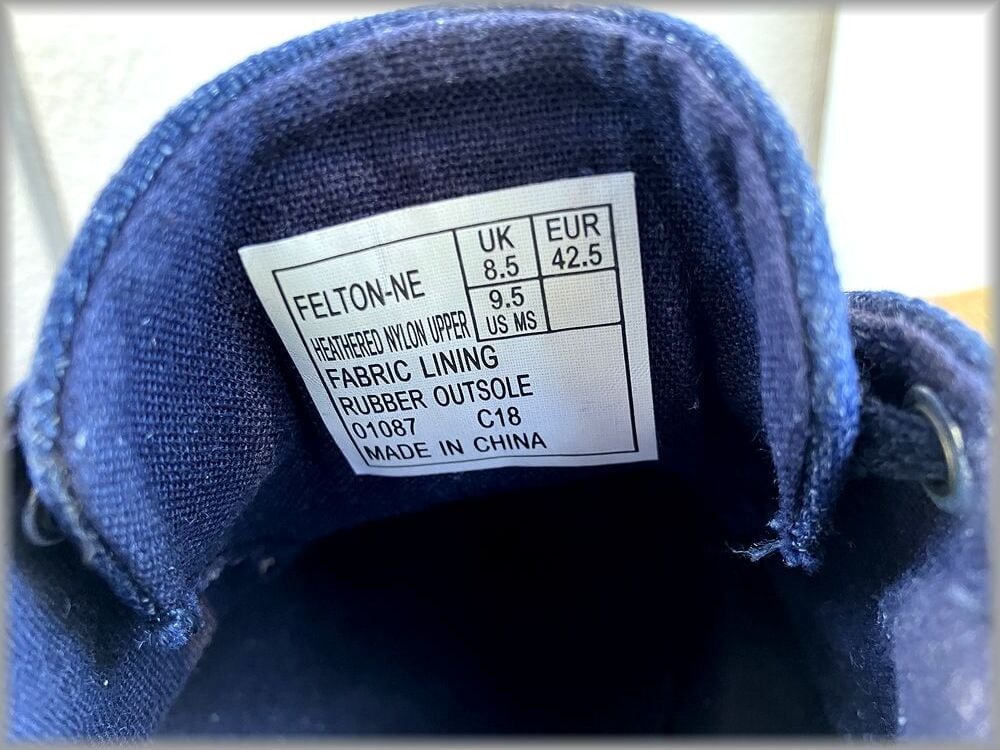 FELTON-NE
UK
8.5
EUR
42.5
9.5
US MS
HEATHERED NYLON UPPER
FABRIC LINING
RUBBER OUTSOLE
01087 C18
MADE IN CHINA